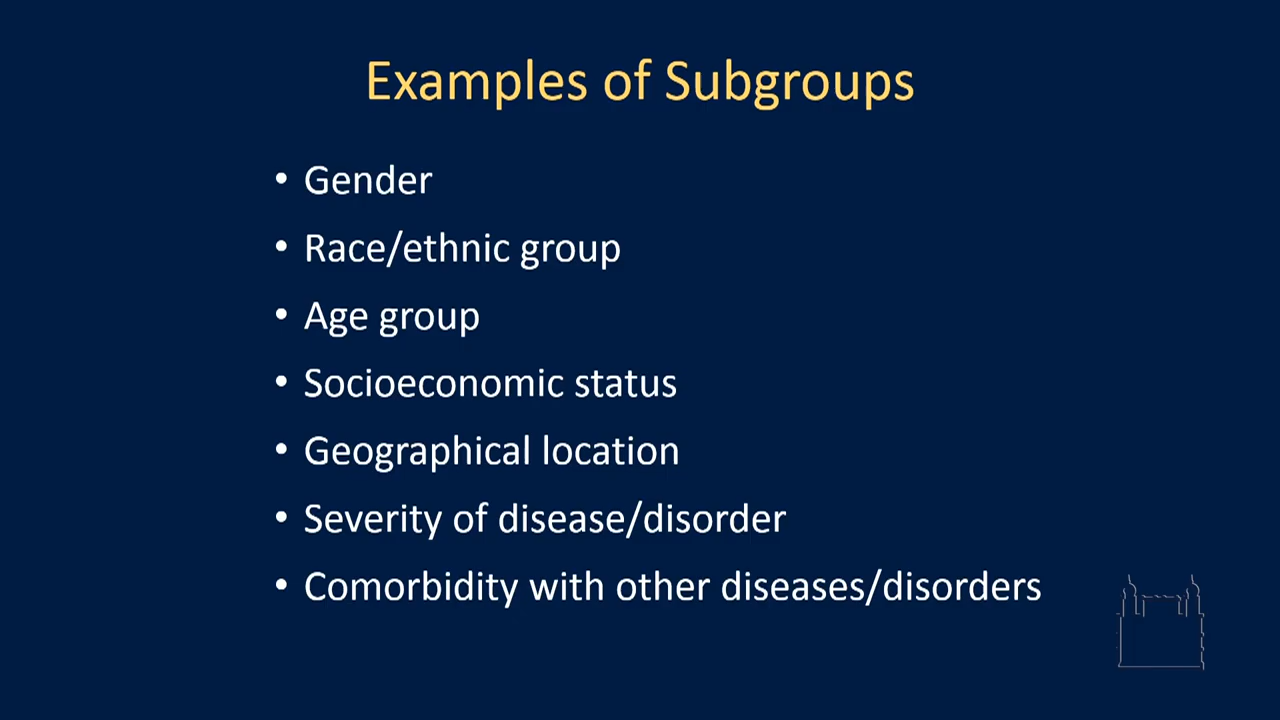 Examples of Subgroups
• Gender
• Race/ethnic group
• Age group
• Socioeconomic status
• Geographical location
• Severity of disease/disorder
• Comorbidity with other diseases/disorders